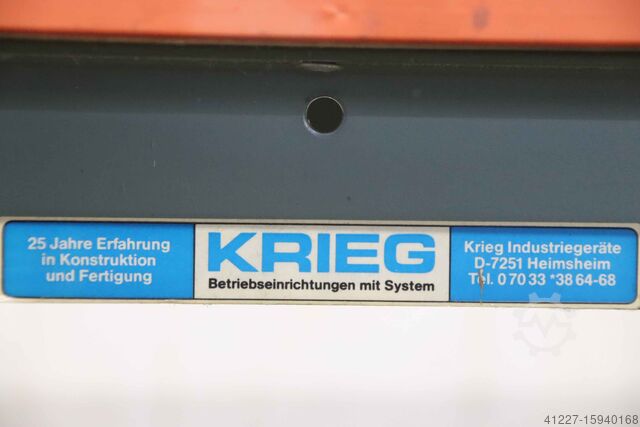 25 Jahre Erfahrung
in Konstruktion
und Fertigung
KRIEG
Betriebseinrichtungen mit System
Krieg Industriegeräte
D-7251 Heimsheim
Tel. 0 70 33 *38 64-68
41227-15940168